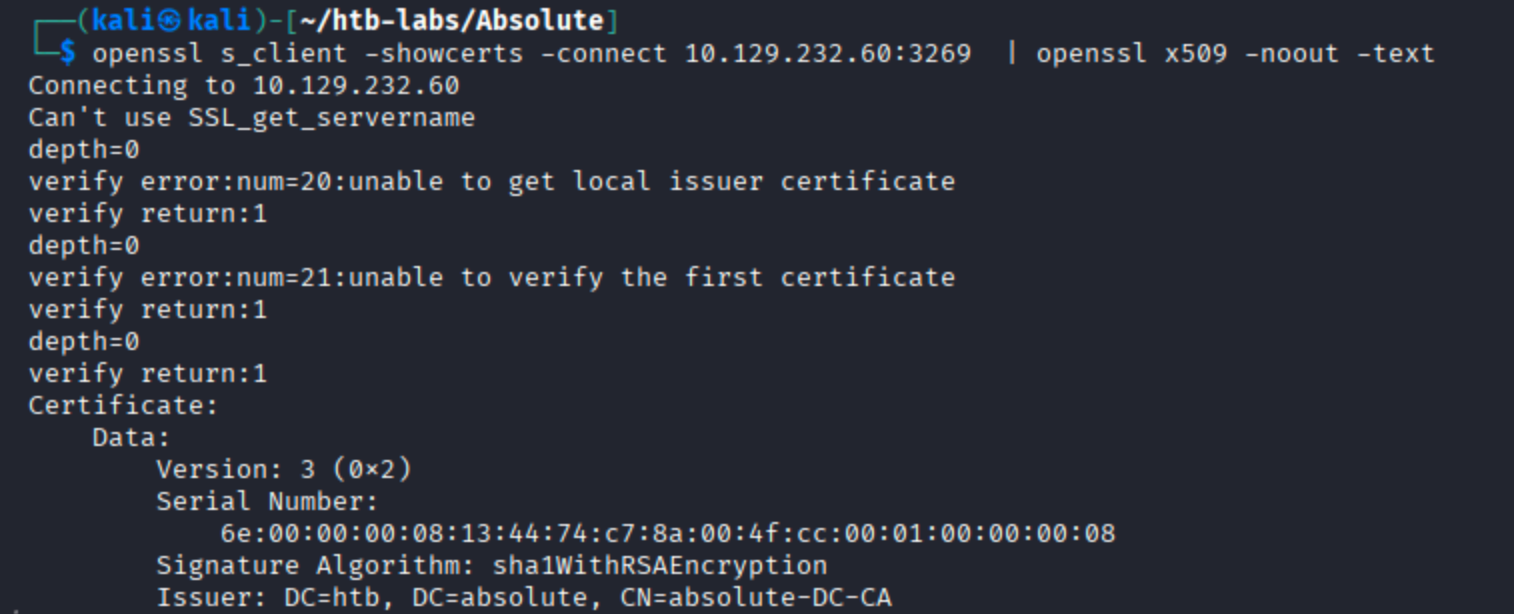 ┌──(kali㉿kali)-[~/htb-labs/Absolute]
└─$ openssl s_client -showcerts -connect 10.129.232.60:3269  | openssl x509 -noout -text
Connecting to 10.129.232.60
Can't use SSL_get_servername
depth=0
verify error:num=20:unable to get local issuer certificate
verify return:1
depth=0
verify error:num=21:unable to verify the first certificate
verify return:1
depth=0
verify return:1
Certificate:
    Data:
        Version: 3 (0×2)
        Serial Number:
            6e:00:00:00:08:13:44:74:c7:8a:00:4f:cc:00:01:00:00:00:08
        Signature Algorithm: sha1WithRSAEncryption
        Issuer: DC=htb, DC=absolute, CN=absolute-DC-CA